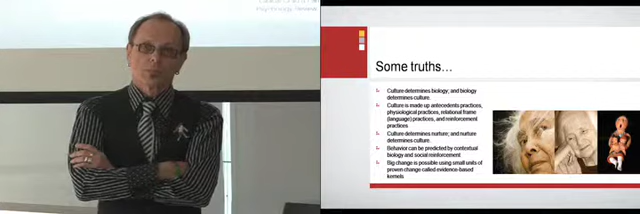 Some truths...
Culture determines biology; and biology
determines culture.
Culture is made up antecedents practices,
physiological practices, relational frame
(language) practices, and reinforcement
practices
Culture determines nurture; and nurture
determines culture.
Behavior can be predicted by contextual
biology and social reinforcement
Big change is possible using small units of
proven change called evidence-based
kernels